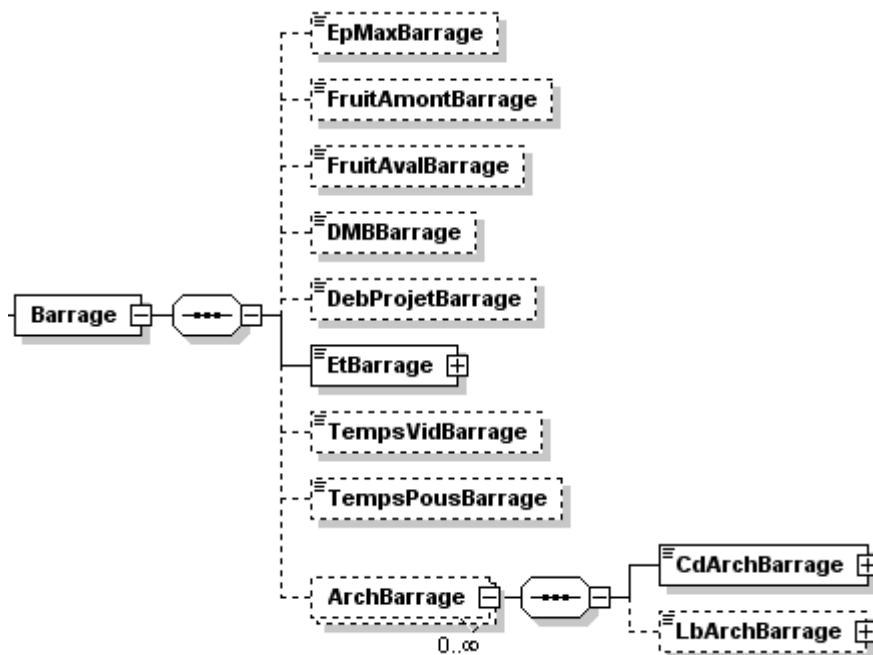 EpMaxBarrage
FruitAmontBarrage
FruitAvalBarrage
DMBBarrage
DebProjetBarrage
Barrage
EtBarrage
TempsVidBarrage
TempsPousBarrage
CdArchBarrage
ArchBarrage
LbArchBarrage
0..∞